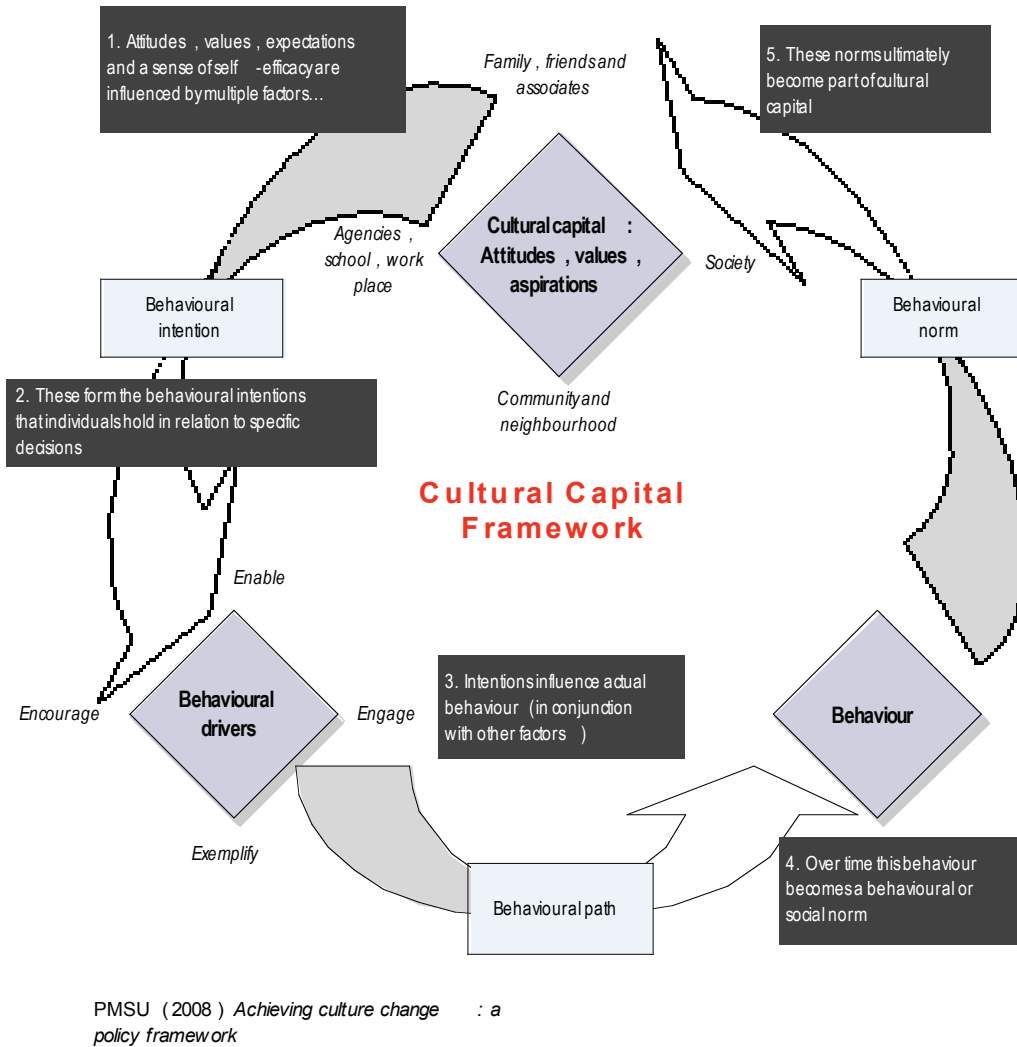 1. Attitudes , values , expectations
and a sense of self -efficacy are
influenced by multiple factors...
Family , friends and
associates
5. These norms ultimately
become part of cultural
capital
Agencies ,
school , work
place
Cultural capital :
Attitudes , values ,
aspirations
Society
Behavioural
intention
Behavioural
norm
2. These form the behavioural intentions
that individuals hold in relation to specific
decisions
Community and
neighbourhood
Cultural Capital
Framework
Enable
Encourage
Behavioural
drivers
Engage
3. Intentions influence actual
behaviour (in conjunction
with other factors )
Behaviour
Exemplify
Behavioural path
4. Over time this behaviour
becomes a behavioural or
social norm
PMSU (2008 ) Achieving culture change : a
policy framework